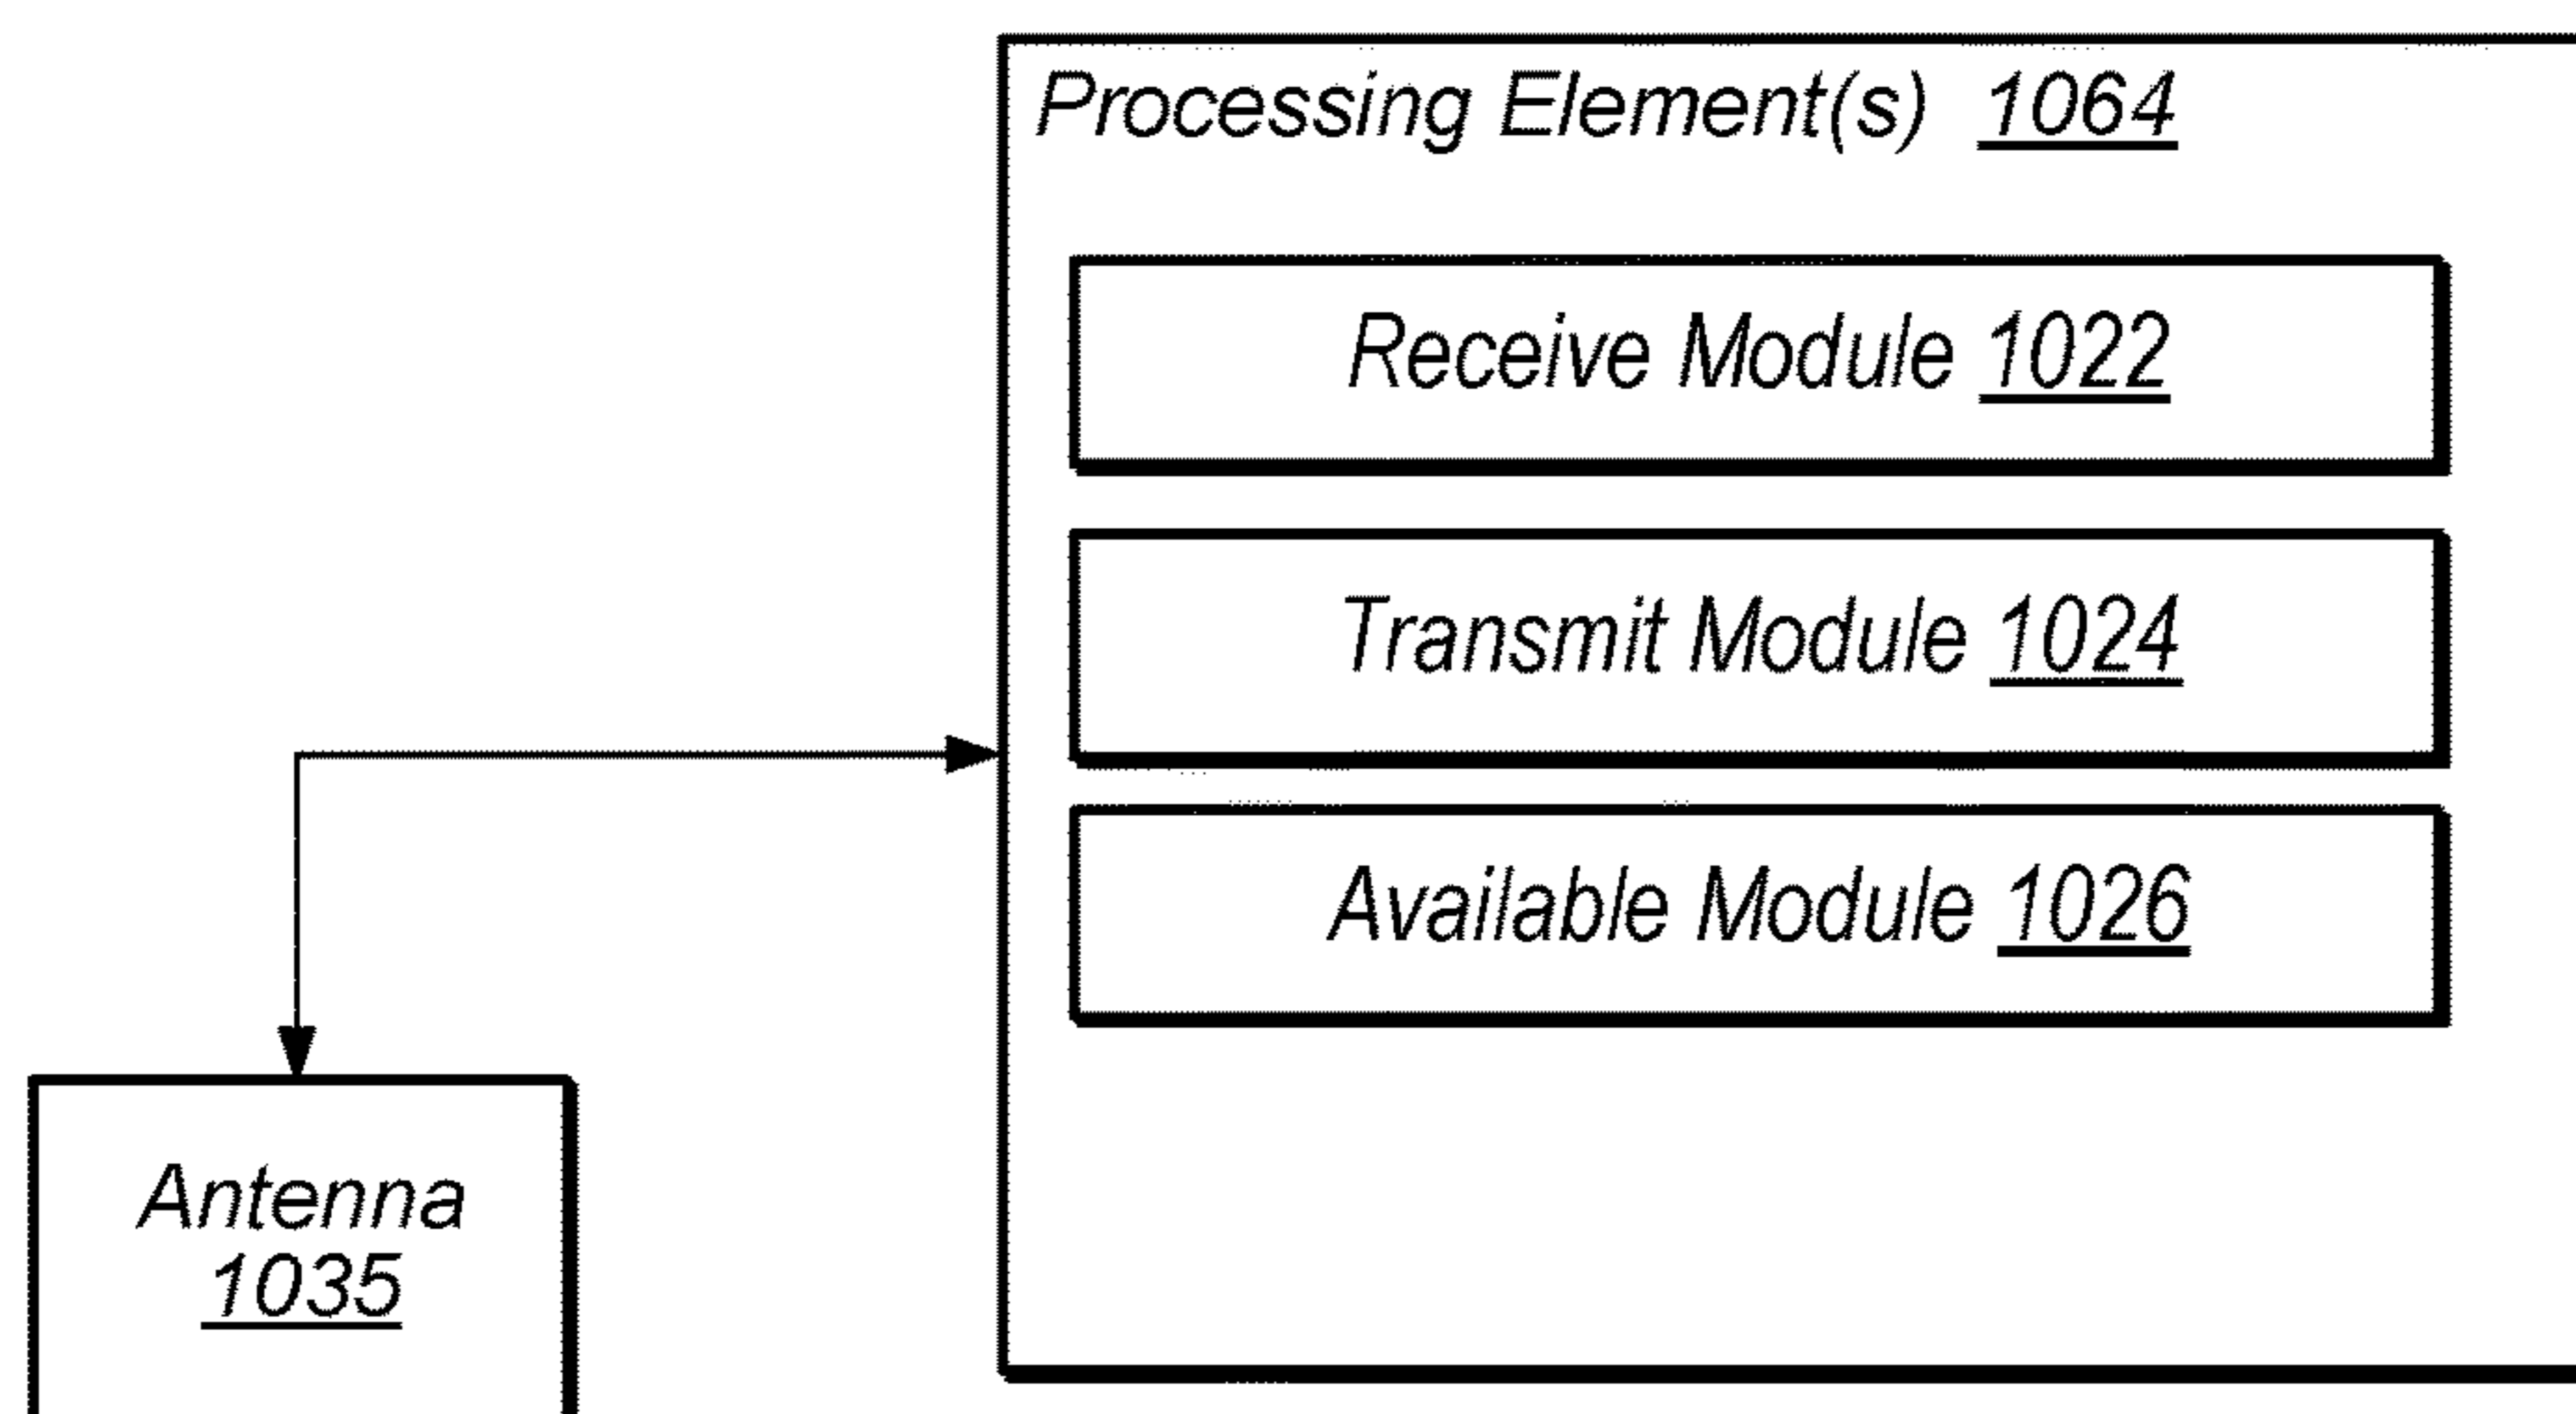 Processing Element(s) 1064
Receive Module 1022
Transmit Module 1024
Available Module 1026
Antenna
1035